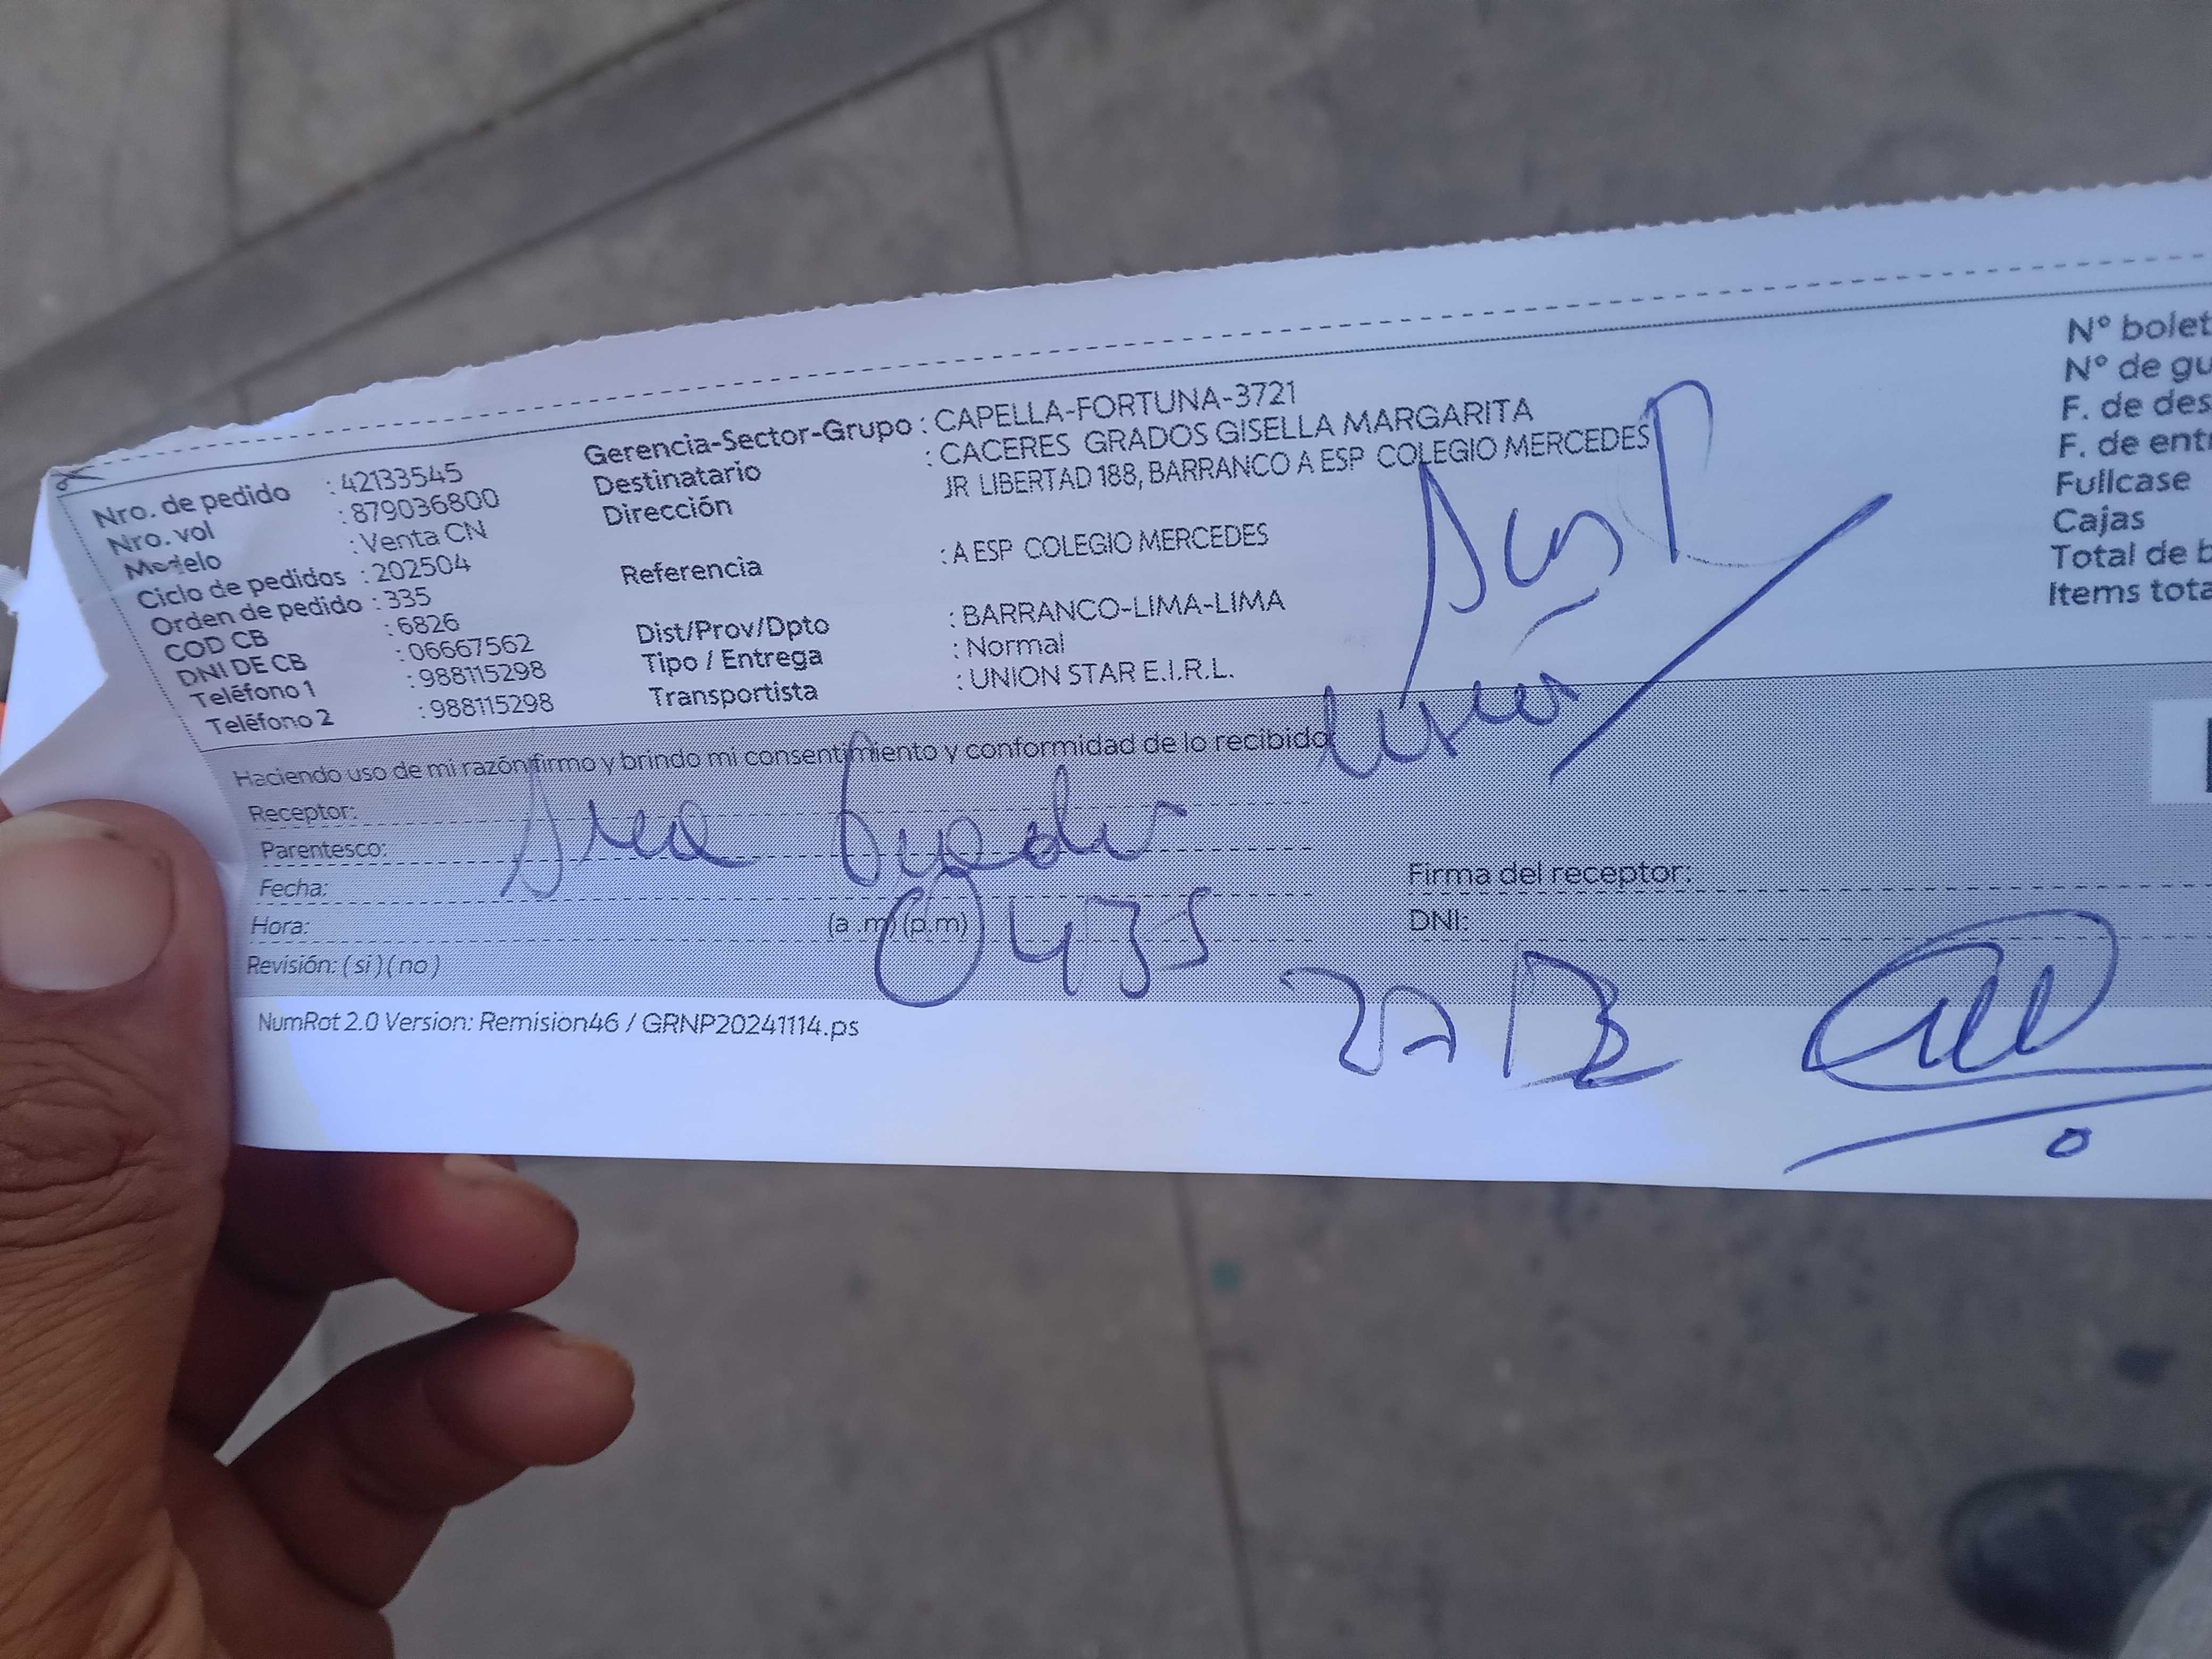 Nro. de pedido : 42133545
Nro. vol : 879036800
Modelo : Venta CN
Ciclo de pedidos : 202504
Orden de pedido : 335
COD CB : 6826
DNI DE CB : 06667562
Teléfono 1 : 988115298
Teléfono 2 : 988115298
Gerencia-Sector-Grupo : CAPELLA-FORTUNA-3721
Destinatario : CACERES GRADOS GISELLA MARGARITA
Dirección JR LIBERTAD 188, BARRANCO A ESP COLEGIO MERCEDES
Referencia : A ESP COLEGIO MERCEDES
Dist/Prov/Dpto : BARRANCO-LIMA-LIMA
Tipo / Entrega : Normal
Transportista : UNION STAR E.I.R.L.
N° bolet
N° de gu
F. de des
F. de ent
Fullcase
Cajas
Total de b
Items tota
Haciendo uso de mi razón firmo y brindo mi consentimiento y conformidad de lo recibido
Receptor:
Parentesco:
Fecha:
Hora: (a .m) (p.m)
Revisión: ( si ) ( no )
Firma del receptor:
DNI:
0435
NumRot 2.0 Version: Remision46 / GRNP20241114.ps